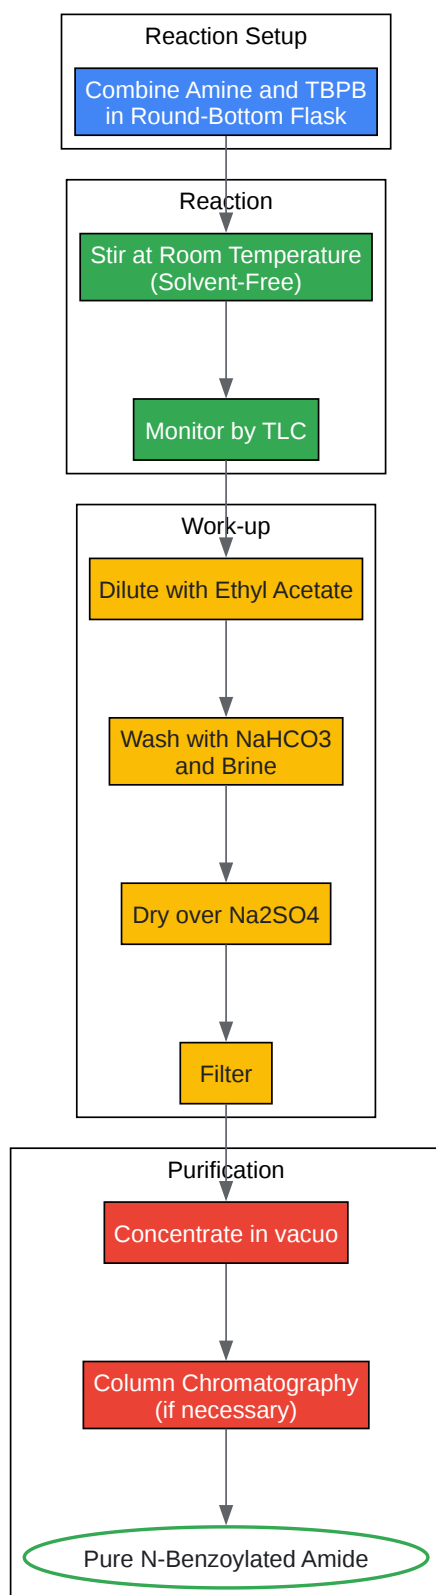 Reaction Setup
Combine Amine and TBPB
in Round-Bottom Flask
Reaction
Stir at Room Temperature
(Solvent-Free)
Monitor by TLC
Work-up
Dilute with Ethyl Acetate
Wash with NaHCO3
and Brine
Dry over Na2SO4
Filter
Purification
Concentrate in vacuo
Column Chromatography
(if necessary)
Pure N-Benzoylated Amide